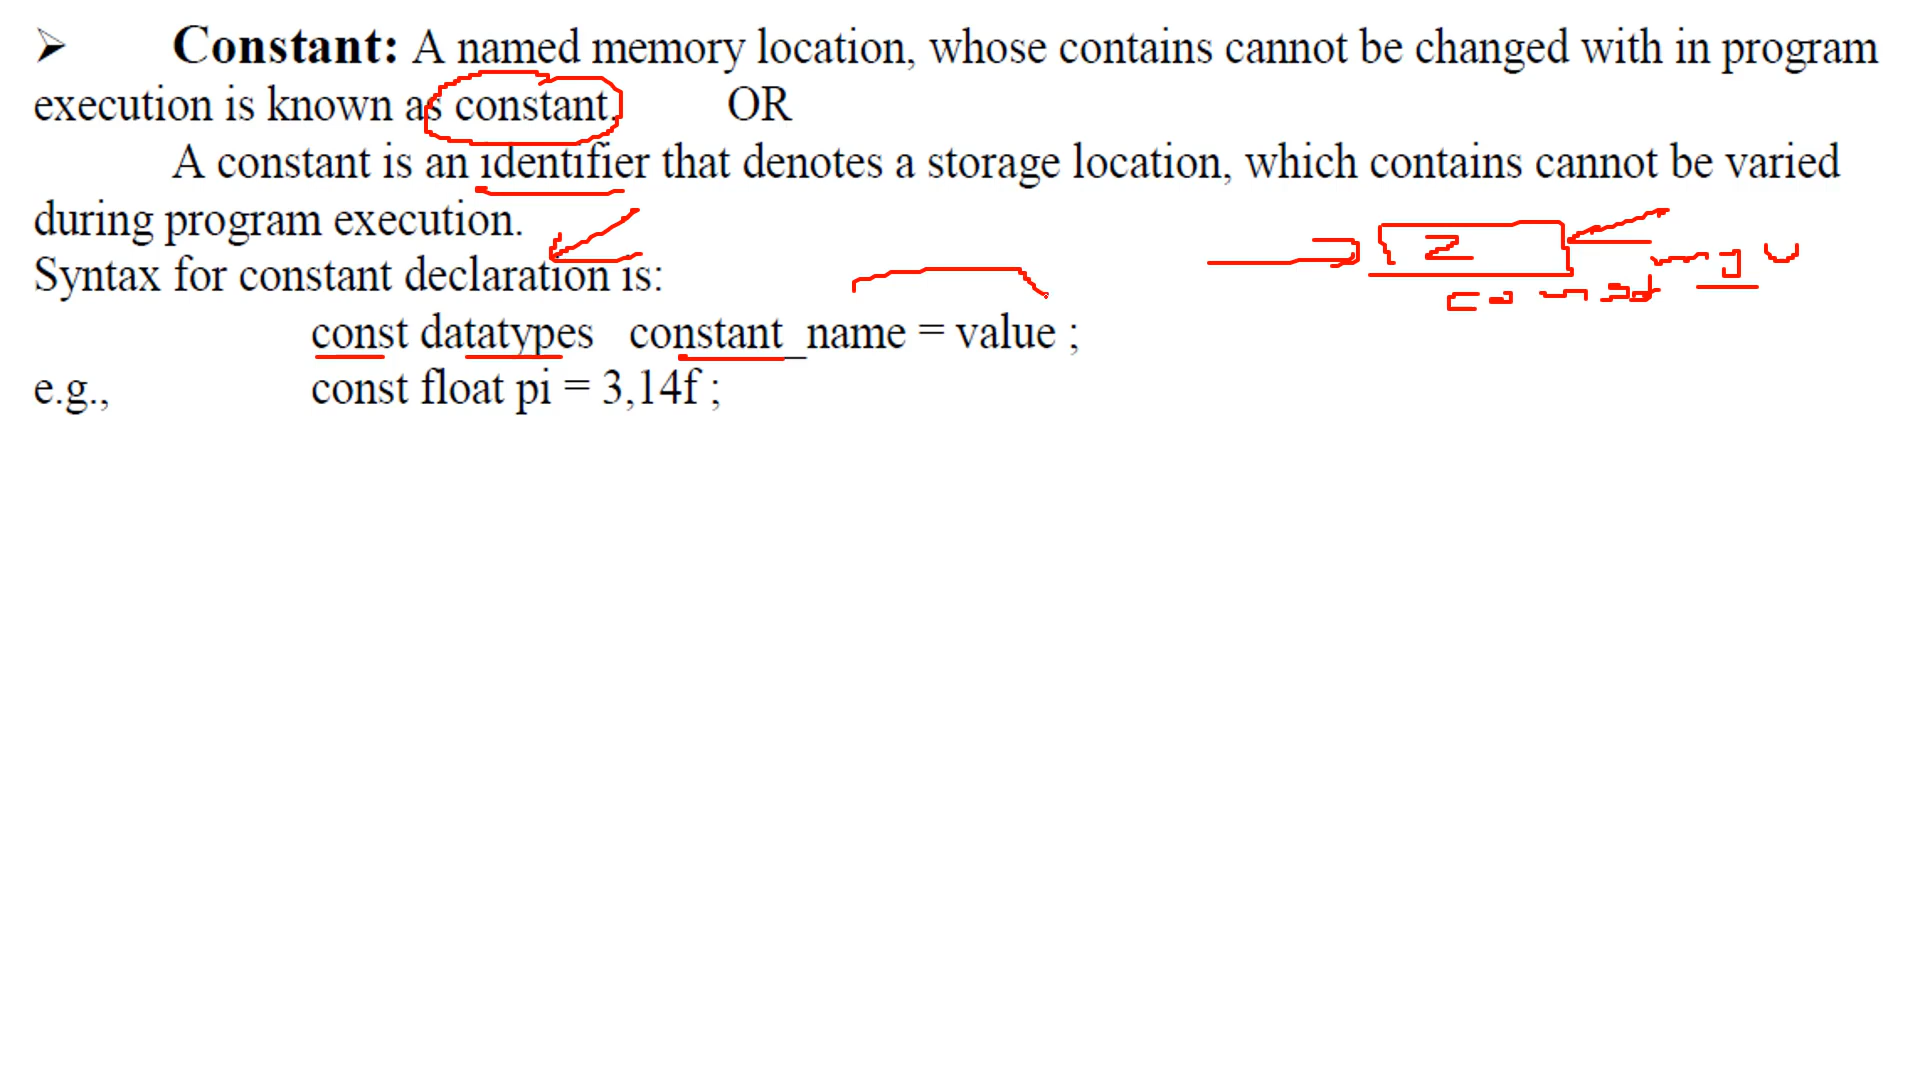 ➢ Constant: A named memory location, whose contains cannot be changed with in program
execution is known as constant. OR
A constant is an identifier that denotes a storage location, which contains cannot be varied
during program execution.
Syntax for constant declaration is:
2
const datatypes constant_name = value ;
e.g., const float pi = 3,14f ;